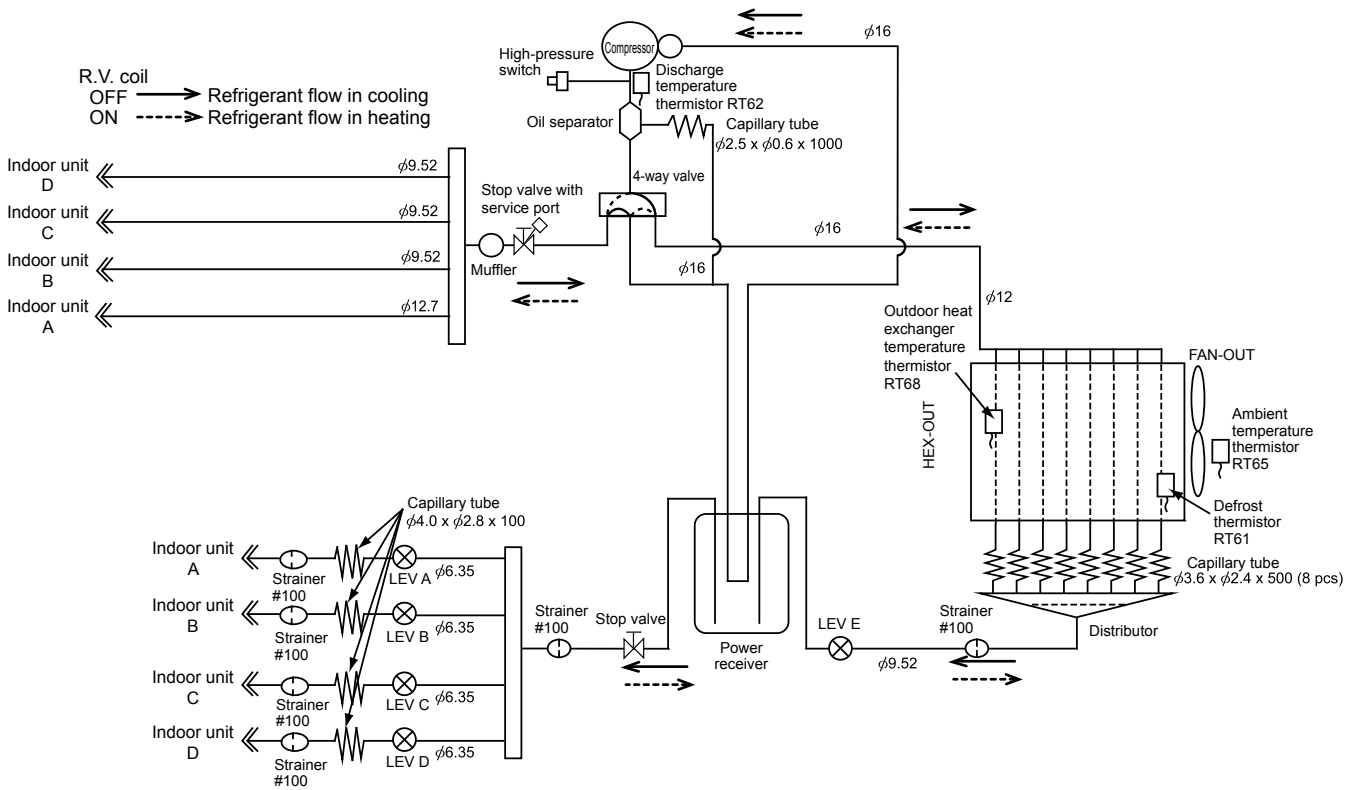 R.V. coil
OFF
Refrigerant flow in cooling
ON
Refrigerant flow in heating
Compressor
High-pressure
switch
Discharge
temperature
thermistor RT62
Oil separator
Capillary tube
ϕ2.5 x ϕ0.6 x 1000
4-way valve
ϕ16
Indoor unit
D
ϕ9.52
Indoor unit
C
ϕ9.52
Indoor unit
B
ϕ9.52
Indoor unit
A
ϕ12.7
Stop valve with
service port
Muffler
ϕ16
ϕ16
ϕ12
Outdoor heat
exchanger
temperature
thermistor
RT68
HEX-OUT
FAN-OUT
Ambient
temperature
thermistor
RT65
Defrost
thermistor
RT61
Capillary tube
ϕ3.6 x ϕ2.4 x 500 (8 pcs)
Distributor
Strainer
#100
ϕ9.52
LEV E
Power
receiver
Stop valve
Strainer
#100
Capillary tube
ϕ4.0 x ϕ2.8 x 100
Indoor unit
A
Strainer
#100
LEV A
ϕ6.35
Indoor unit
B
Strainer
#100
LEV B
ϕ6.35
Indoor unit
C
Strainer
#100
LEV C
ϕ6.35
Indoor unit
D
Strainer
#100
LEV D
ϕ6.35